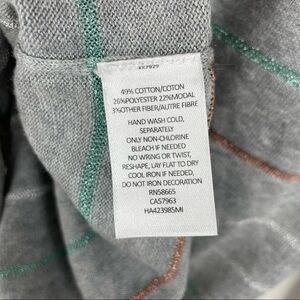 XX7929
49% COTTON/COTON
26%POLYESTER 22%MODAL
3%OTHER FIBER/AUTRE FIBRE
HAND WASH COLD,
SEPARATELY
ONLY NON-CHLORINE
BLEACH IF NEEDED
NO WRING OR TWIST,
RESHAPE, LAY FLAT TO DRY
COOL IRON IF NEEDED,
DO NOT IRON DECORATION
RN58665
CA57963
HA423985MI